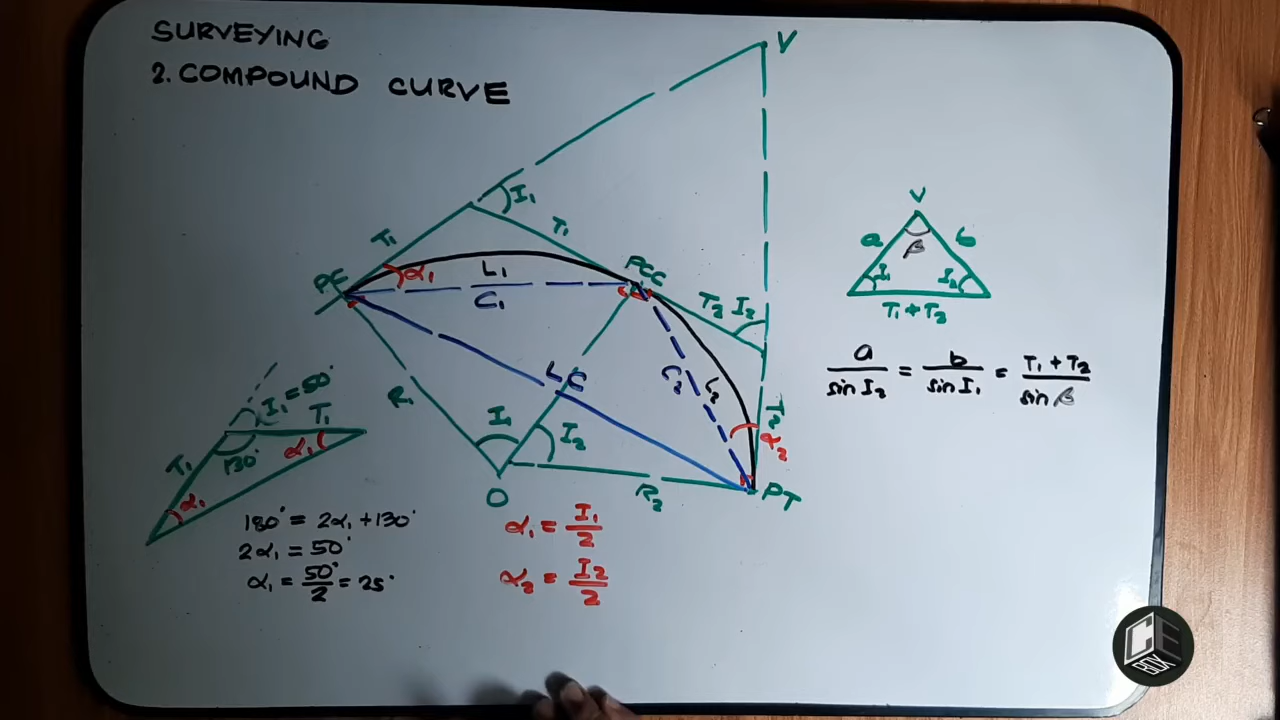 SURVEYING
2. COMPOUND CURVE
V
I₁
T₁
T₁
PC
α₁
L₁
C₁
PCC
T₂
I₂
LC
C₂
L₂
T₂
α₂
R₁
I₁
I₂
O
R₂
PT
V
a
b
β
I₁
I₂
T₁ + T₂
a/sin I₂ = b/sin I₁ = T₁ + T₂/sin β
I₁ = 50°
T₁
T₁
130°
α₁
α₁
180° = 2α₁ + 130°
2α₁ = 50°
α₁ = 50°/2 = 25°
α₁ = I₁/2
α₂ = I₂/2
CE
BOX